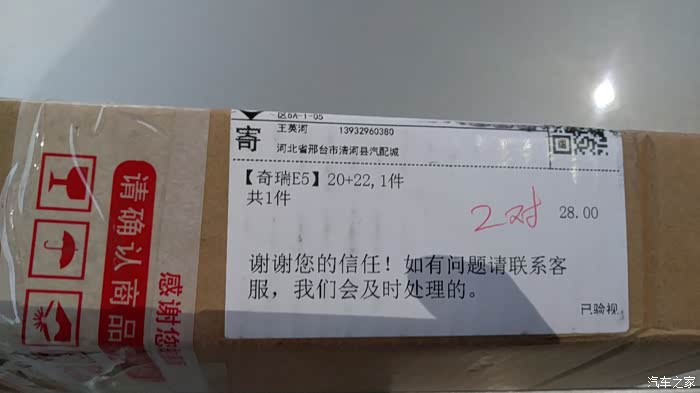 区6A-1-05
寄
王英河 13932960380
河北省邢台市清河县汽配城
【奇瑞E5】20+22,1件
共1件
2对 28.00
谢谢您的信任！如有问题请联系客
服，我们会及时处理的。
已验视
请确认商品
感谢您
汽车之家